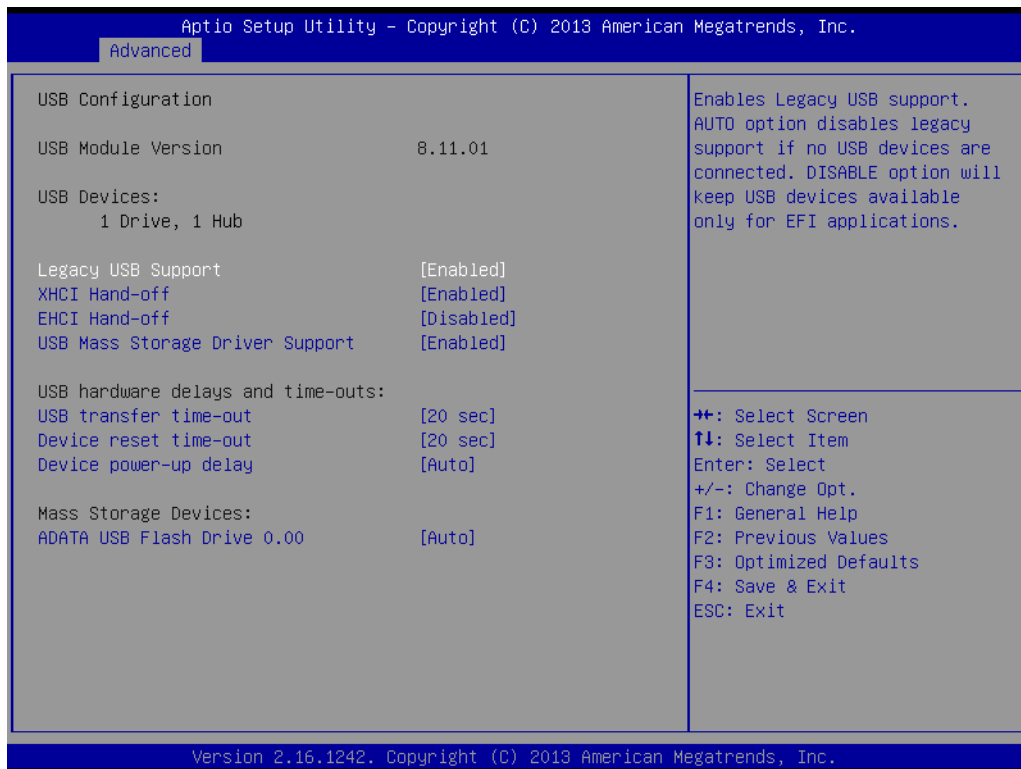 Aptio Setup Utility – Copyright (C) 2013 American Megatrends, Inc.
Advanced
USB Configuration
USB Module Version 8.11.01
USB Devices:
1 Drive, 1 Hub
Legacy USB Support [Enabled]
XHCI Hand-off [Enabled]
EHCI Hand-off [Disabled]
USB Mass Storage Driver Support [Enabled]
USB hardware delays and time-outs:
USB transfer time-out [20 sec]
Device reset time-out [20 sec]
Device power-up delay [Auto]
Mass Storage Devices:
ADATA USB Flash Drive 0.00 [Auto]
Enables Legacy USB support.
AUTO option disables legacy
support if no USB devices are
connected. DISABLE option will
keep USB devices available
only for EFI applications.
→←: Select Screen
↑↓: Select Item
Enter: Select
+/-: Change Opt.
F1: General Help
F2: Previous Values
F3: Optimized Defaults
F4: Save & Exit
ESC: Exit
Version 2.16.1242. Copyright (C) 2013 American Megatrends, Inc.